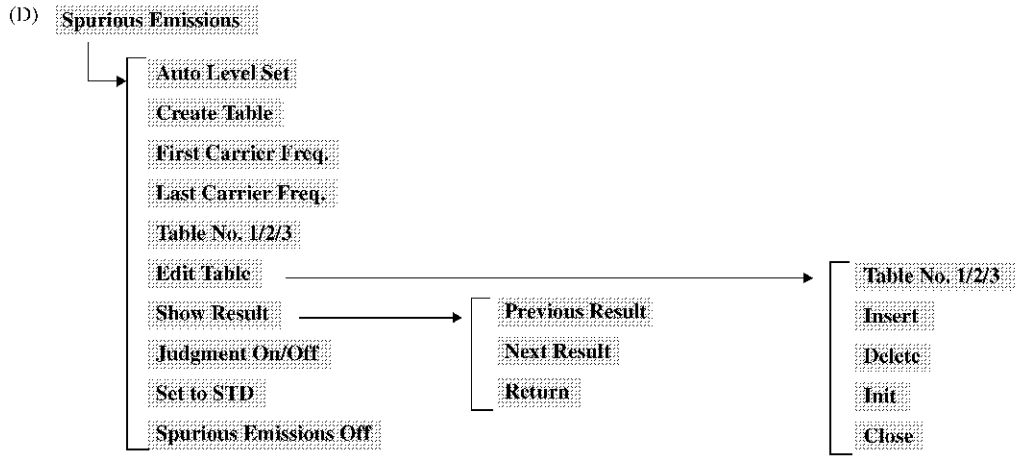 (D) Spurious Emissions
Auto Level Set
Create Table
First Carrier Freq.
Last Carrier Freq.
Table No. 1/2/3
Edit Table
Show Result
Judgment On/Off
Set to STD
Spurious Emissions Off
Previous Result
Next Result
Return
Table No. 1/2/3
Insert
Delete
Init
Close